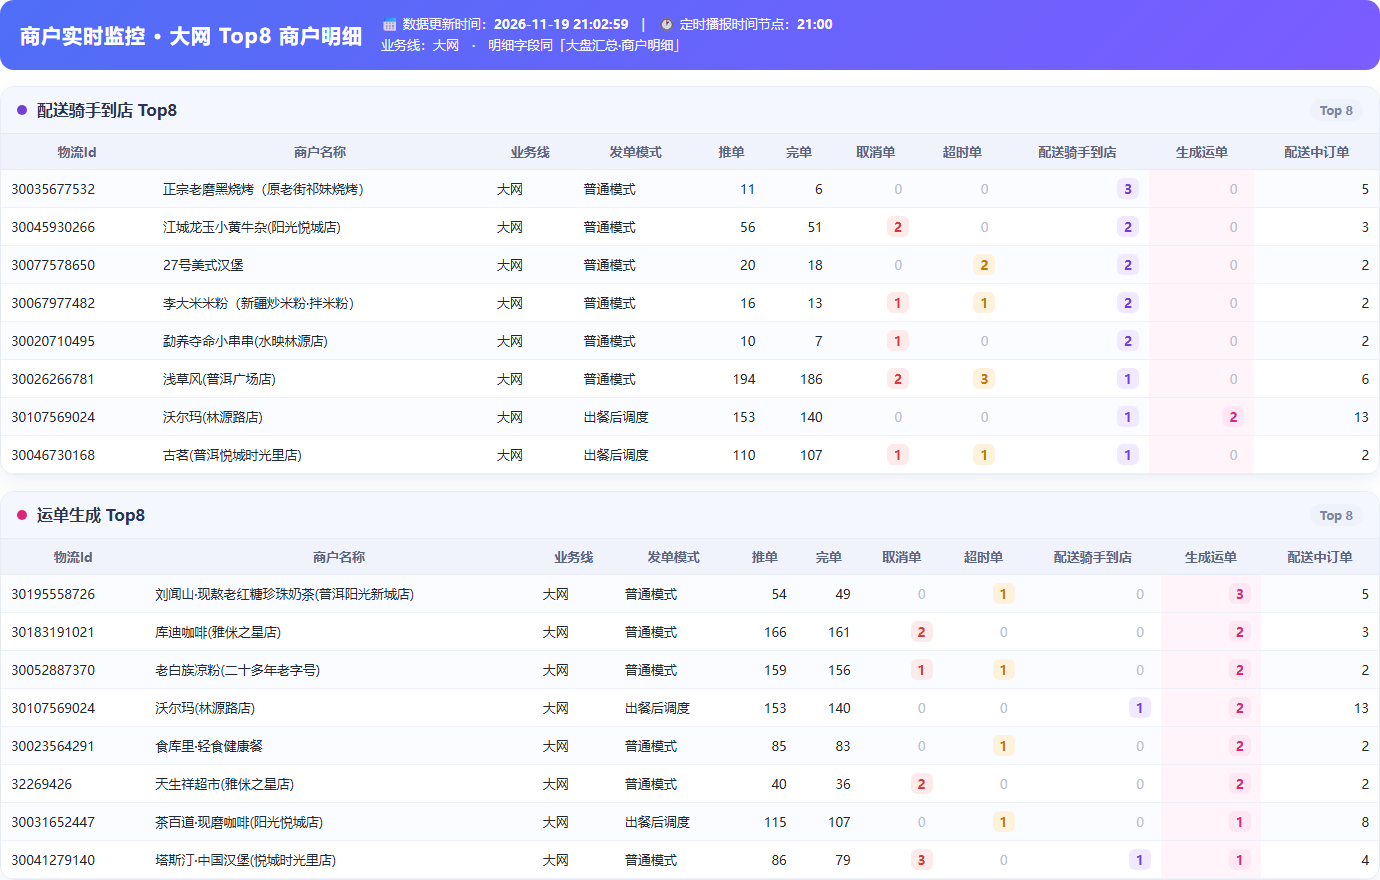 商户实时监控 • 大网 Top8 商户明细
数据更新时间：2026-11-19 21:02:59 | 定时播报时间节点：21:00
业务线：大网 · 明细字段同「大盘汇总·商户明细」
配送骑手到店 Top8 Top 8
物流Id 商户名称 业务线 发单模式 推单 完单 取消单 超时单 配送骑手到店 生成运单 配送中订单
30035677532 正宗老磨黑烧烤（原老街祁妹烧烤） 大网 普通模式 11 6 0 0 3 0 5
30045930266 江城龙玉小黄牛杂(阳光悦城店) 大网 普通模式 56 51 2 0 2 0 3
30077578650 27号美式汉堡 大网 普通模式 20 18 0 2 2 0 2
30067977482 李大米米粉（新疆炒米粉·拌米粉） 大网 普通模式 16 13 1 1 2 0 2
30020710495 勐养夺命小串串(水映林源店) 大网 普通模式 10 7 1 0 2 0 2
30026266781 浅草风(普洱广场店) 大网 普通模式 194 186 2 3 1 0 6
30107569024 沃尔玛(林源路店) 大网 出餐后调度 153 140 0 0 1 2 13
30046730168 古茗(普洱悦城时光里店) 大网 出餐后调度 110 107 1 1 1 0 2
运单生成 Top8 Top 8
物流Id 商户名称 业务线 发单模式 推单 完单 取消单 超时单 配送骑手到店 生成运单 配送中订单
30195558726 刘闻山·现熬老红糖珍珠奶茶(普洱阳光新城店) 大网 普通模式 54 49 0 1 0 3 5
30183191021 库迪咖啡(雅侎之星店) 大网 普通模式 166 161 2 0 0 2 3
30052887370 老白族凉粉(二十多年老字号) 大网 普通模式 159 156 1 1 0 2 2
30107569024 沃尔玛(林源路店) 大网 出餐后调度 153 140 0 0 1 2 13
30023564291 食库里·轻食健康餐 大网 普通模式 85 83 0 1 0 2 2
32269426 天生祥超市(雅侎之星店) 大网 普通模式 40 36 2 0 0 2 2
30031652447 茶百道·现磨咖啡(阳光悦城店) 大网 出餐后调度 115 107 0 1 0 1 8
30041279140 塔斯汀·中国汉堡(悦城时光里店) 大网 普通模式 86 79 3 0 1 1 4